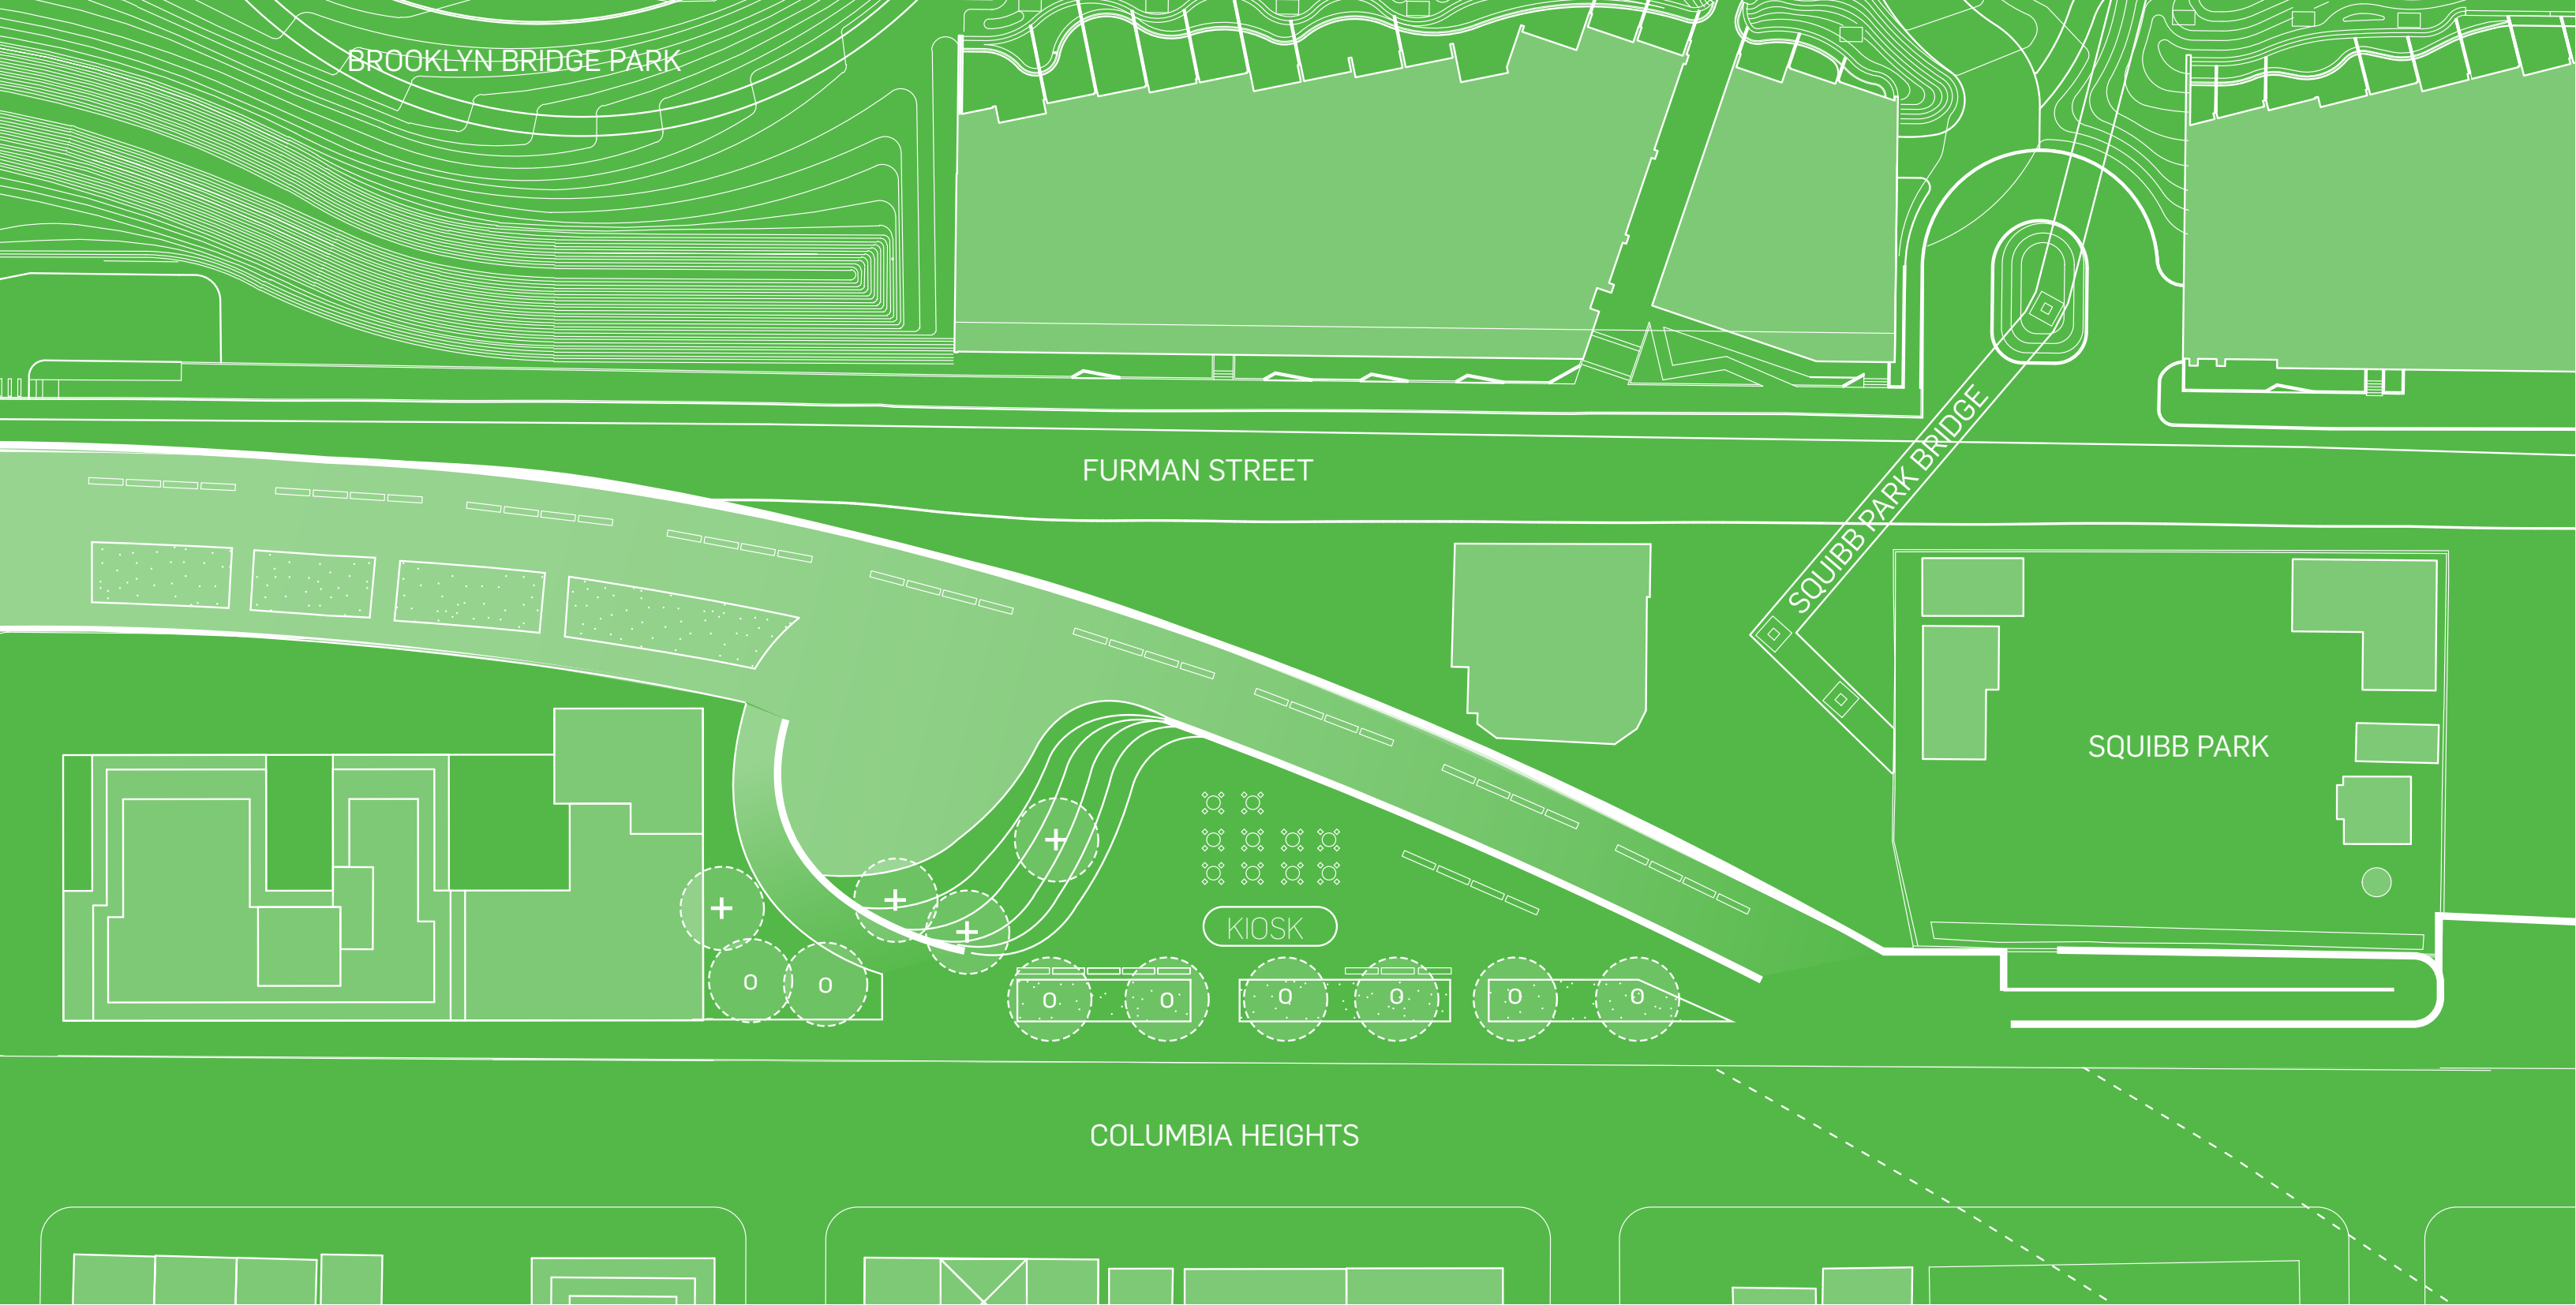 BROOKLYN BRIDGE PARK
FURMAN STREET
SQUIBB PARK BRIDGE
SQUIBB PARK
KIOSK
COLUMBIA HEIGHTS